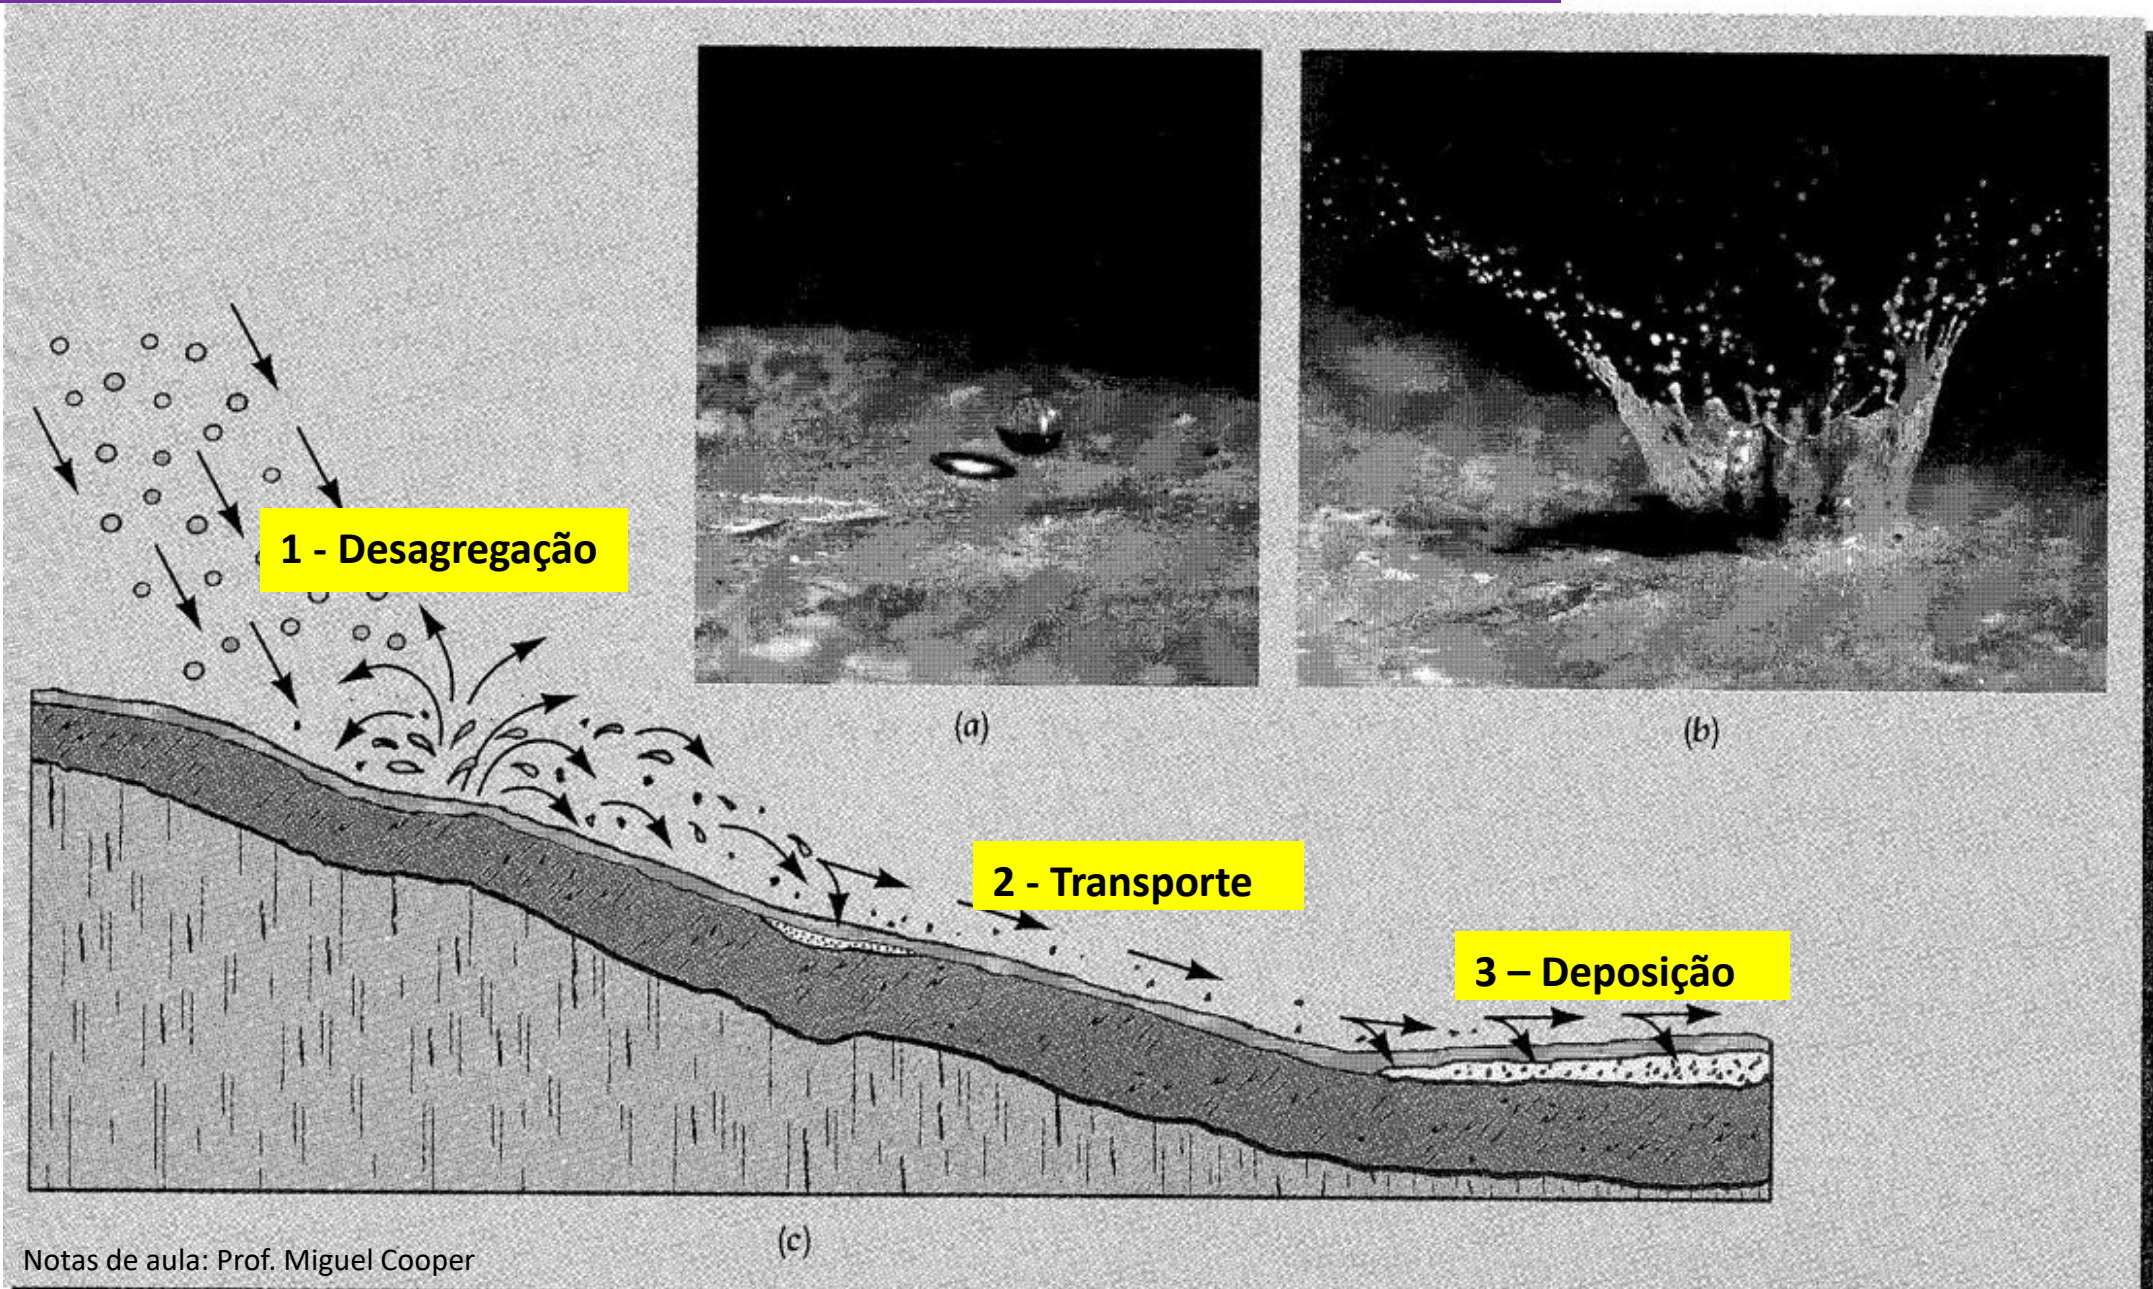 (a)
(b)
1 - Desagregação
2 - Transporte
3 – Deposição
(c)
Notas de aula: Prof. Miguel Cooper